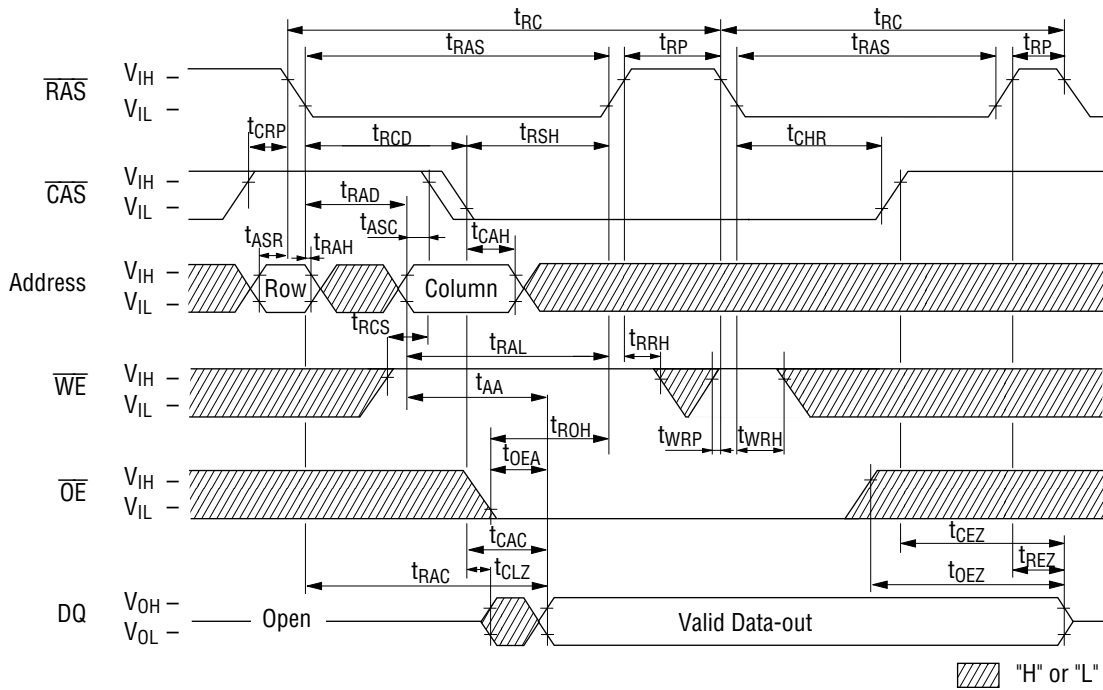 tRC tRC
tRAS tRP tRAS tRP
RAS VIH
VIL
tCRP tRCD tRSH tCHR
CAS VIH
VIL
tRAD
tASC tCAH
tASR tRAH
Address VIH
VIL
Row Column
tRCS tRAL tRRH
WE VIH
VIL
tAA
tROH tWRP tWRH
tOEA
OE VIH
VIL
tCAC tCEZ
tRAC tCLZ tREZ
tOEZ
DQ VOH
VOL
Open Valid Data-out
"H" or "L"